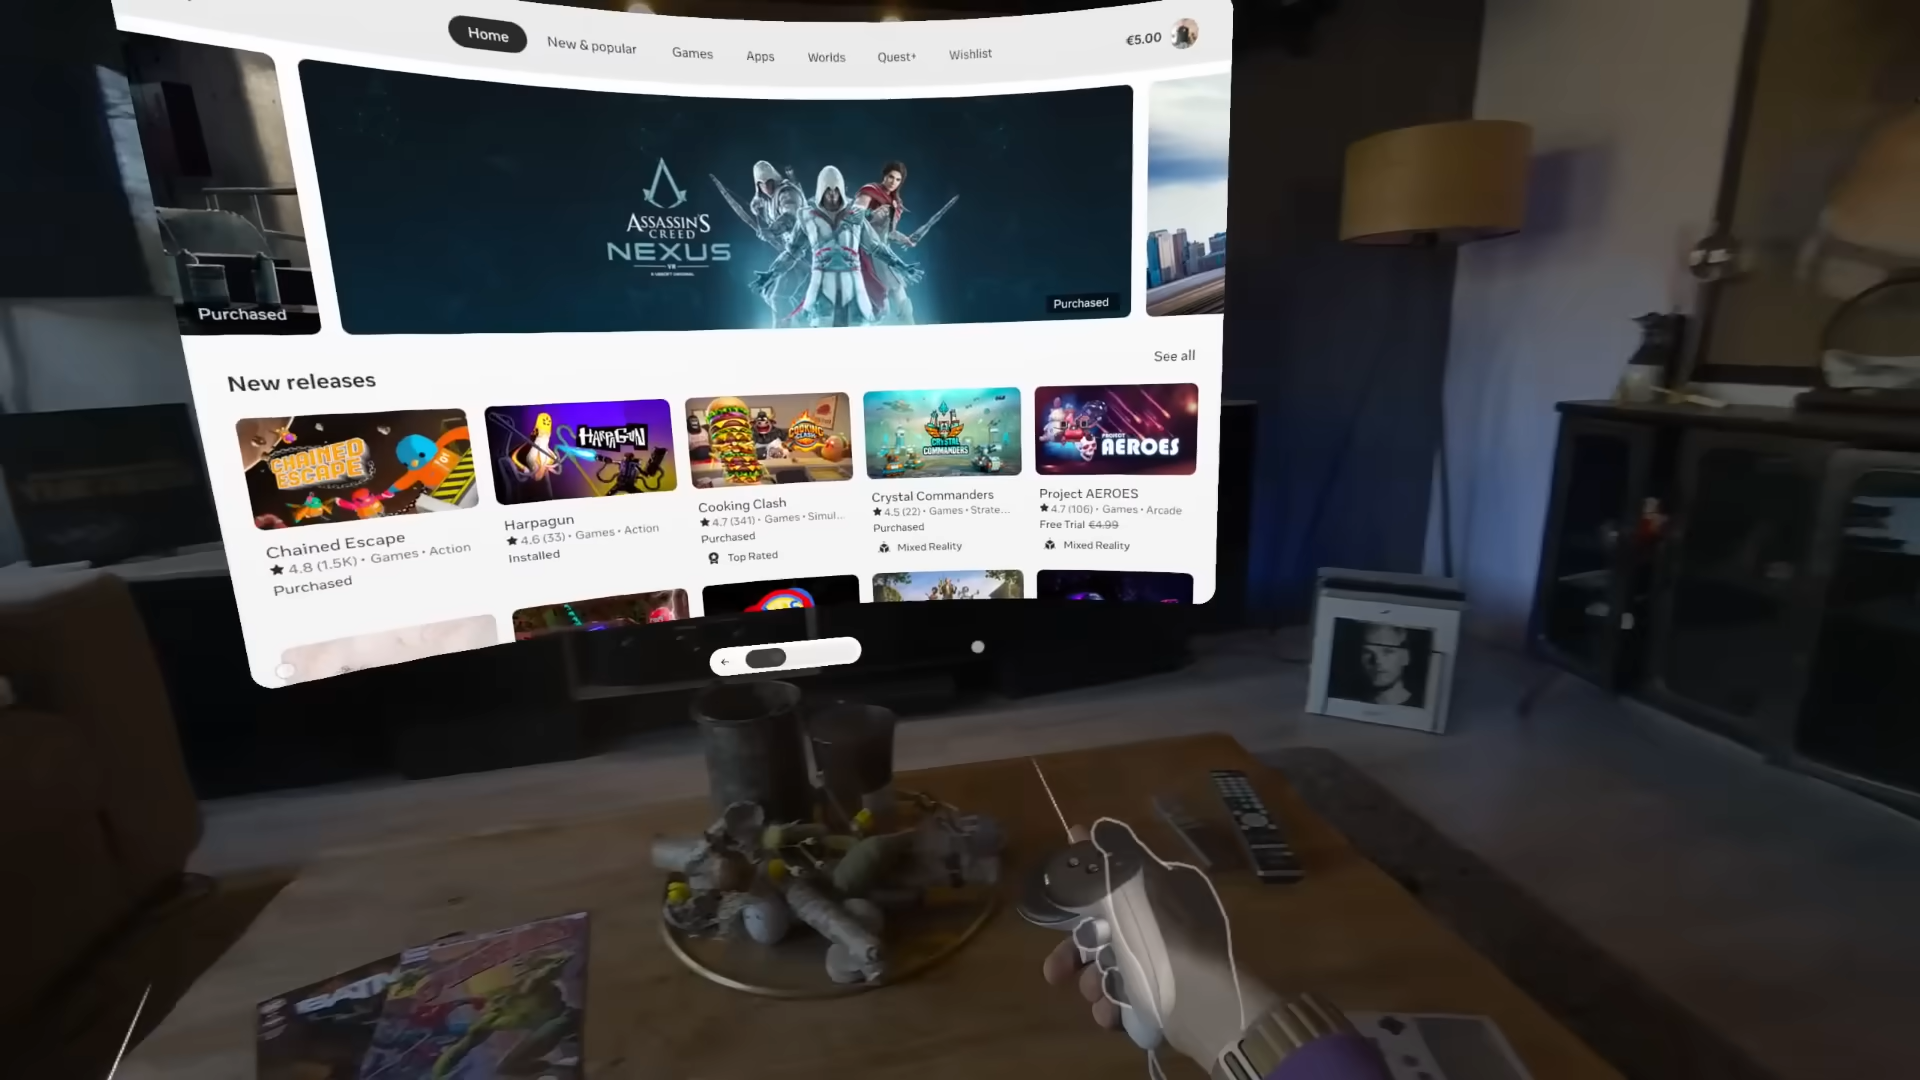 Home
New & popular
Games
Apps
Worlds
Quest+
Wishlist
€5.00
ASSASSIN'S
CREED
NEXUS
VR
Purchased
Purchased
New releases
See all
CHAINED
ESCAPE
HARPAGUN
COOKING
CLASH
CRYSTAL
COMMANDERS
PROJECT
AEROES
Chained Escape
★ 4.8 (1.5K) • Games • Action
Purchased
Harpagun
★ 4.6 (33) • Games • Action
Installed
Cooking Clash
★ 4.7 (341) • Games • Simul...
Purchased
Top Rated
Crystal Commanders
★ 4.5 (22) • Games • Strate...
Purchased
Mixed Reality
Project AEROES
★ 4.7 (106) • Games • Arcade
Free Trial €4.99
Mixed Reality